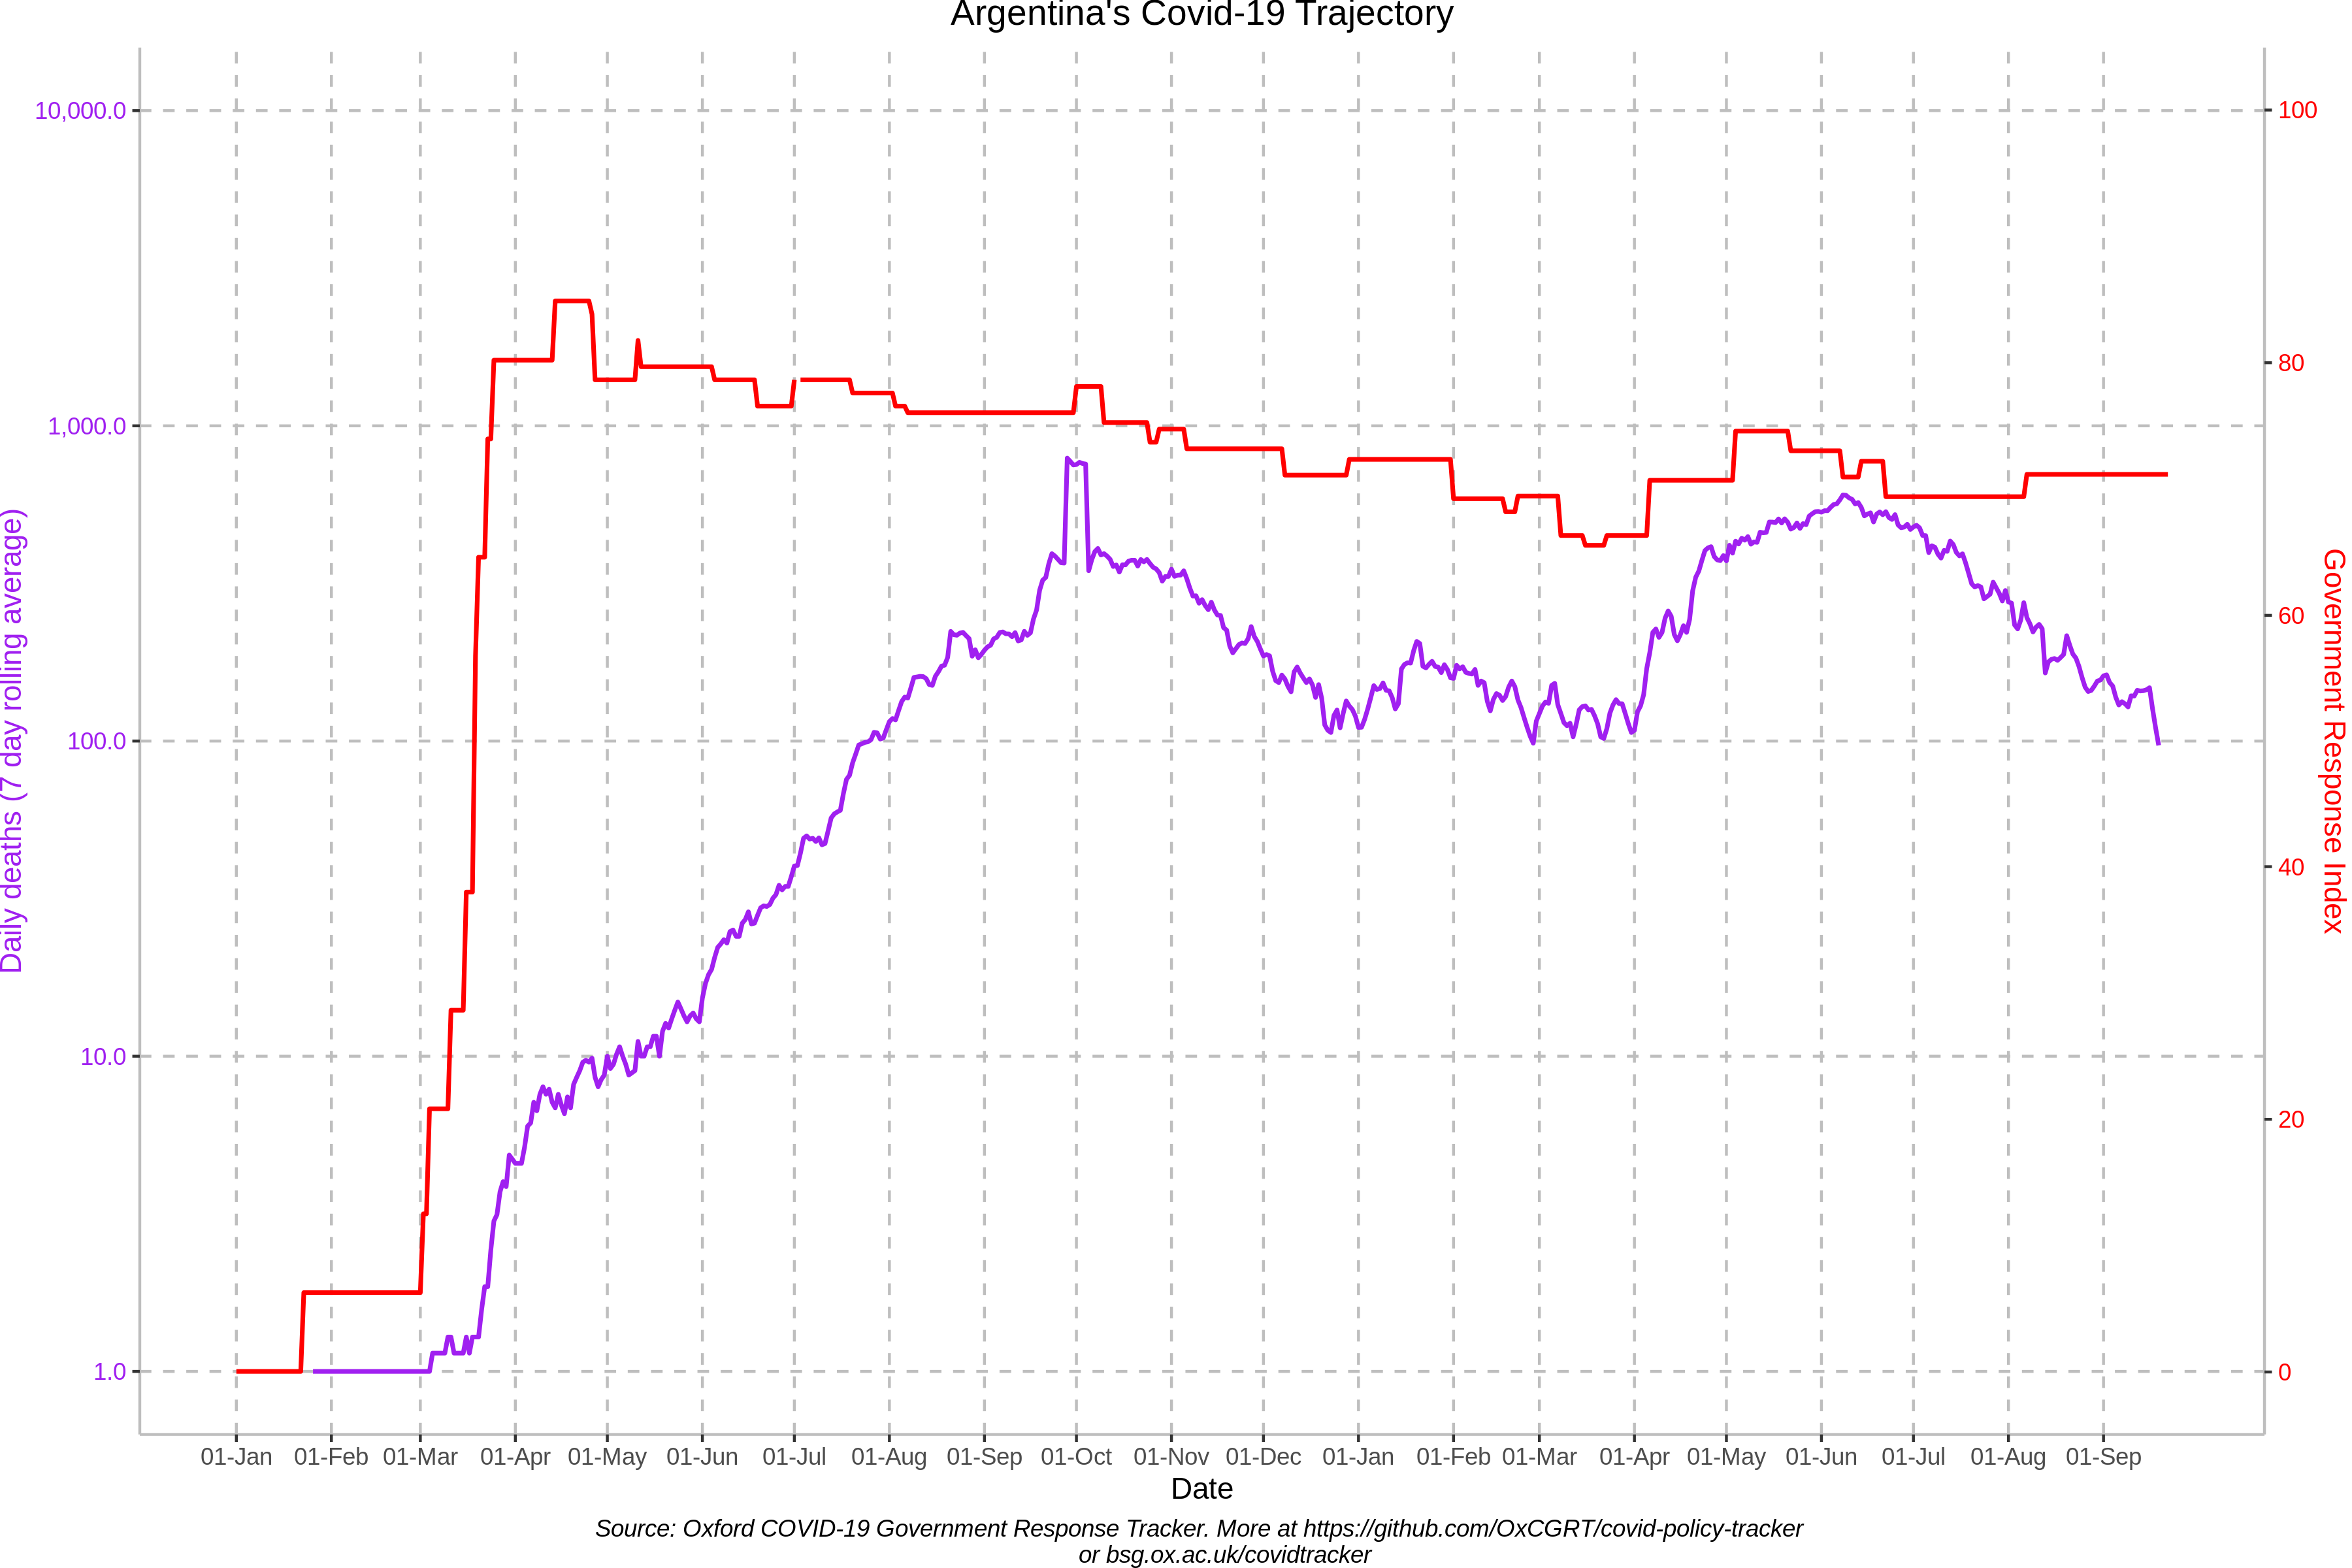 Argentina's Covid-19 Trajectory
10,000.0
1,000.0
100.0
10.0
1.0
Daily deaths (7 day rolling average)
100
80
60
40
20
0
Government Response Index
01-Jan 01-Feb 01-Mar 01-Apr 01-May 01-Jun 01-Jul 01-Aug 01-Sep 01-Oct 01-Nov 01-Dec 01-Jan 01-Feb 01-Mar 01-Apr 01-May 01-Jun 01-Jul 01-Aug 01-Sep
Date
Source: Oxford COVID-19 Government Response Tracker. More at https://github.com/OxCGRT/covid-policy-tracker
or bsg.ox.ac.uk/covidtracker